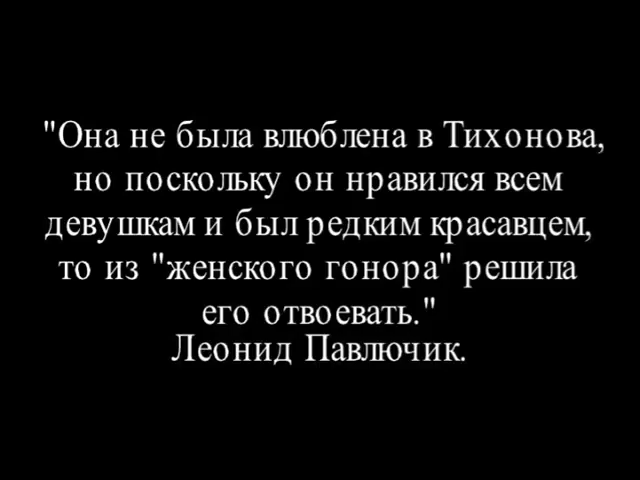 "Она не была влюблена в Тихонова,
но поскольку он нравился всем
девушкам и был редким красавцем,
то из "женского гонора" решила
его отвоевать."
Леонид Павлючик.